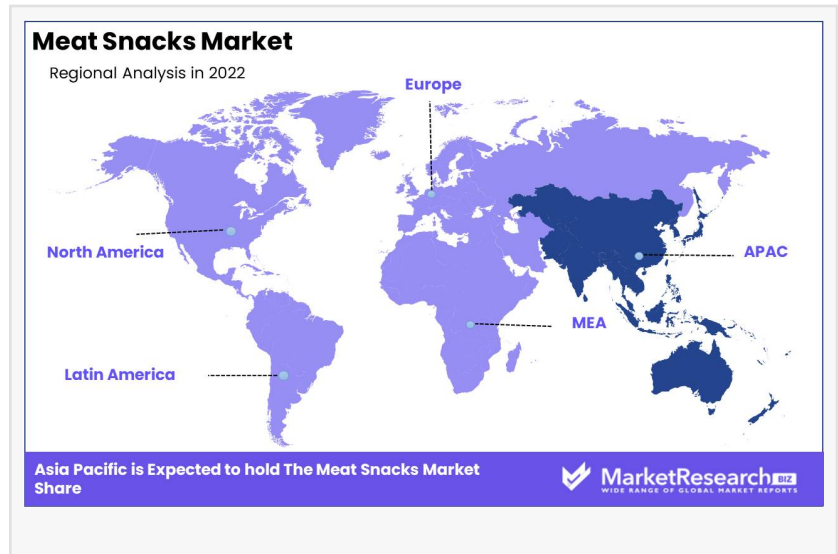 Meat Snacks Market
Regional Analysis in 2022
Europe
North America
APAC
MEA
Latin America
Asia Pacific is Expected to hold The Meat Snacks Market
Share
MarketResearch BIZ
WIDE RANGE OF GLOBAL MARKET REPORTS